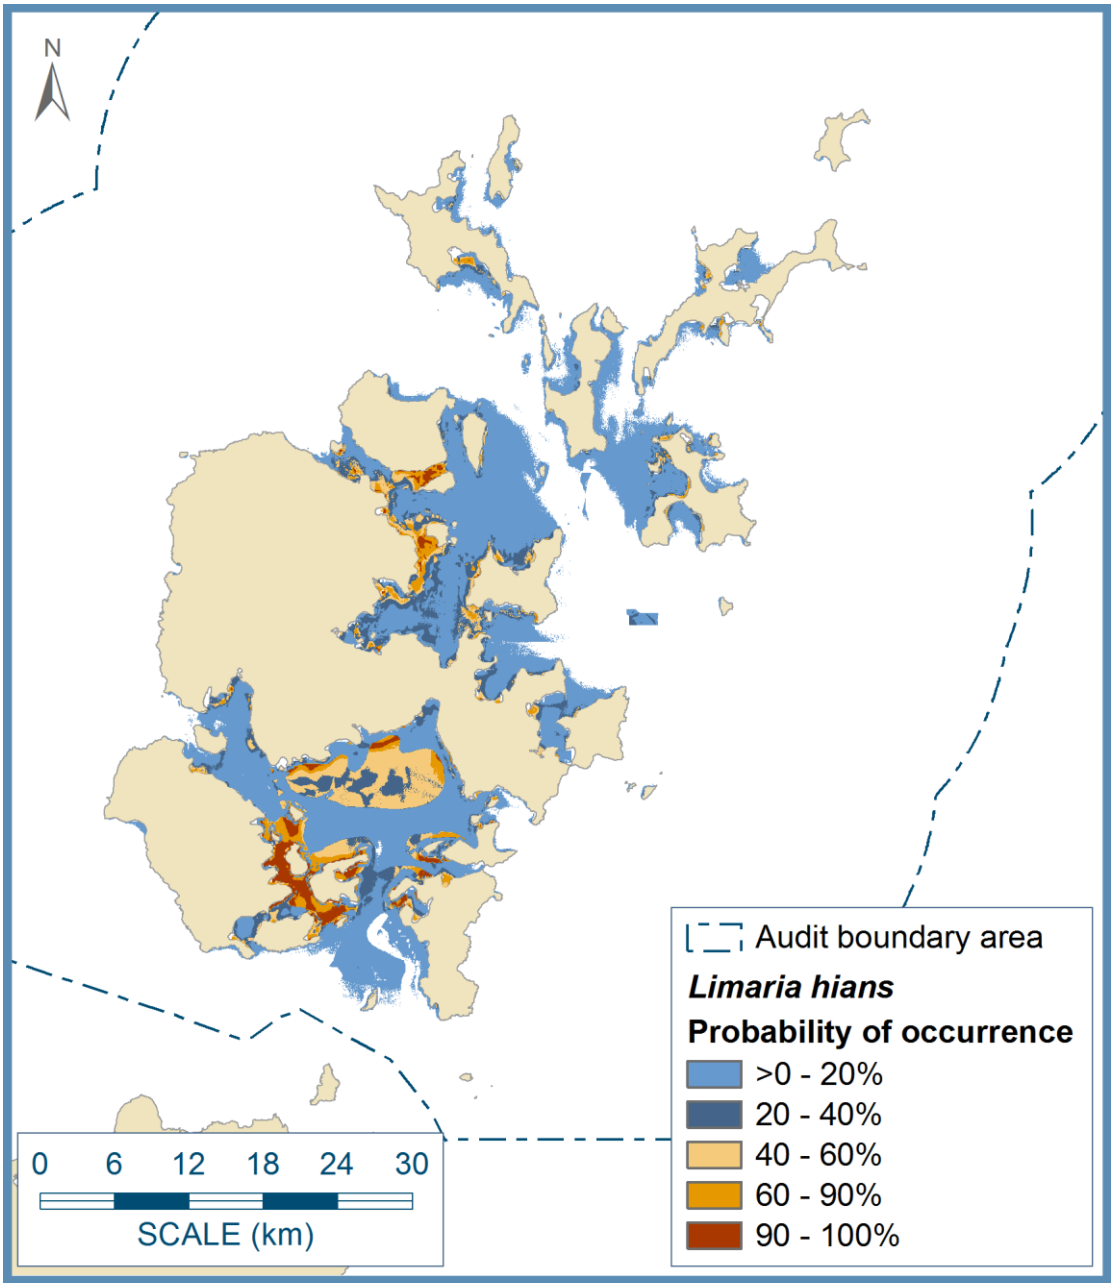 N
Audit boundary area
Limaria hians
Probability of occurrence
>0 - 20%
20 - 40%
40 - 60%
60 - 90%
90 - 100%
0 6 12 18 24 30
SCALE (km)